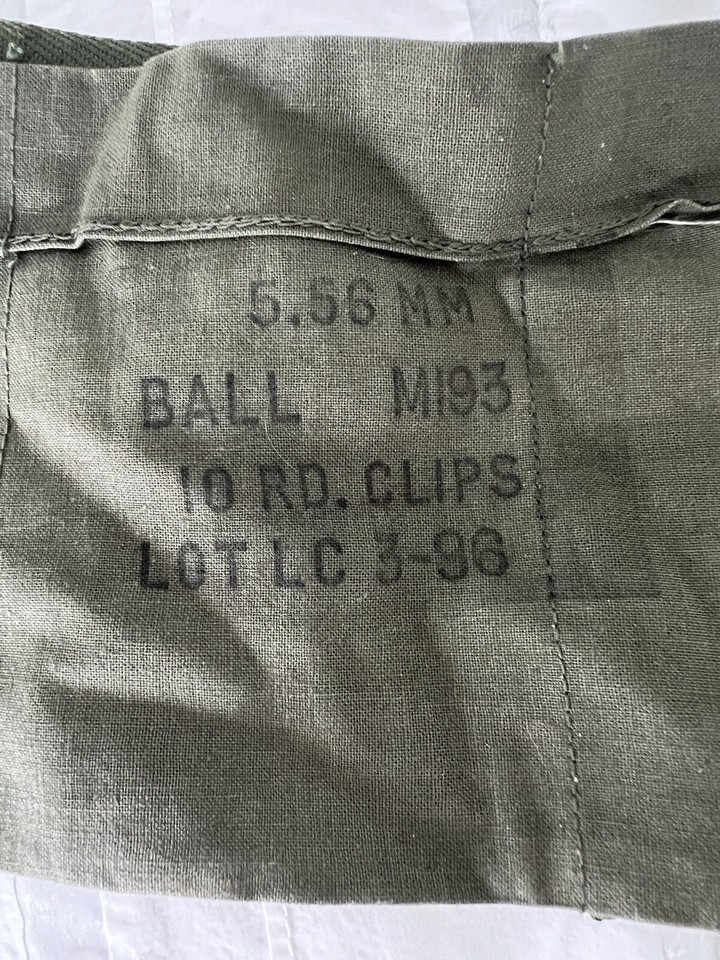 5.56 MM
BALL M193
10 RD. CLIPS
LOT LC 3-96